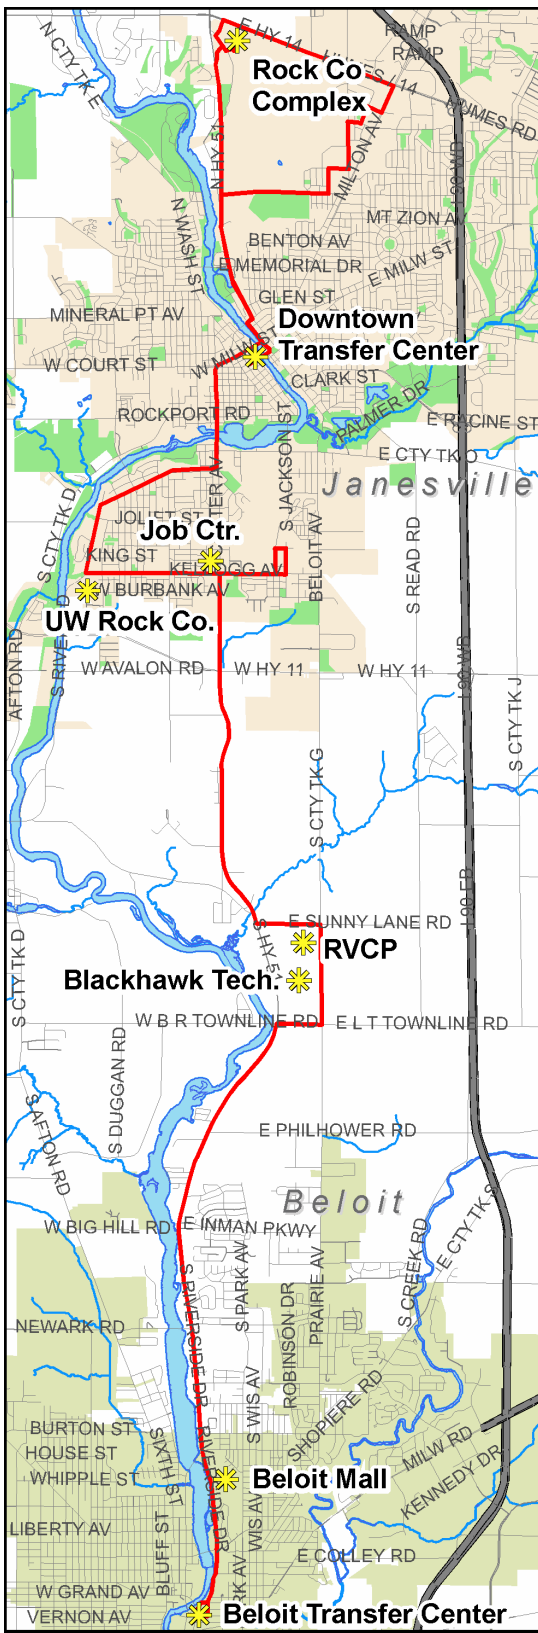 N CTY TK E
E HY 14
HUMES RD
RAMP
RAMP
Rock Co
Complex
N HY 51
MILTON AV
I 90 WB
N WASH ST
MT ZION AV
BENTON AV
E MEMORIAL DR
E MILW ST
GLEN ST
MINERAL PT AV
Downtown
Transfer Center
W MILW ST
W COURT ST
CLARK ST
PALMER DR
ROCKPORT RD
E RACINE ST
S JACKSON ST
E CTY TK O
Janesville
S CTY TK D
JOLIET ST
Job Ctr.
KING ST
KELLOGG AV
BELOIT AV
S READ RD
W BURBANK AV
UW Rock Co.
AFTON RD
S RIVER RD
W AVALON RD
W HY 11
W HY 11
I 90 WB
S CTY TK J
S CTY TK G
I 90 EB
E SUNNY LANE RD
S HY 51
RVCP
S CTY TK D
Blackhawk Tech.
W B R TOWNLINE RD
E L T TOWNLINE RD
S DUGGAN RD
S AFTON RD
E PHILHOWER RD
Beloit
E CTY TK S
W BIG HILL RD
E INMAN PKWY
S CREEK RD
S PARK AV
PRAIRIE AV
S RIVERSIDE DR
NEWARK RD
ROBINSON DR
SHOPIERE RD
S WIS AV
BURTON ST
HOUSE ST
WHIPPLE ST
SIXTH ST
RIVERSIDE DR
MILW RD
KENNEDY DR
Beloit Mall
WIS AV
LIBERTY AV
BLUFF ST
E COLLEY RD
W GRAND AV
VERNON AV
Beloit Transfer Center